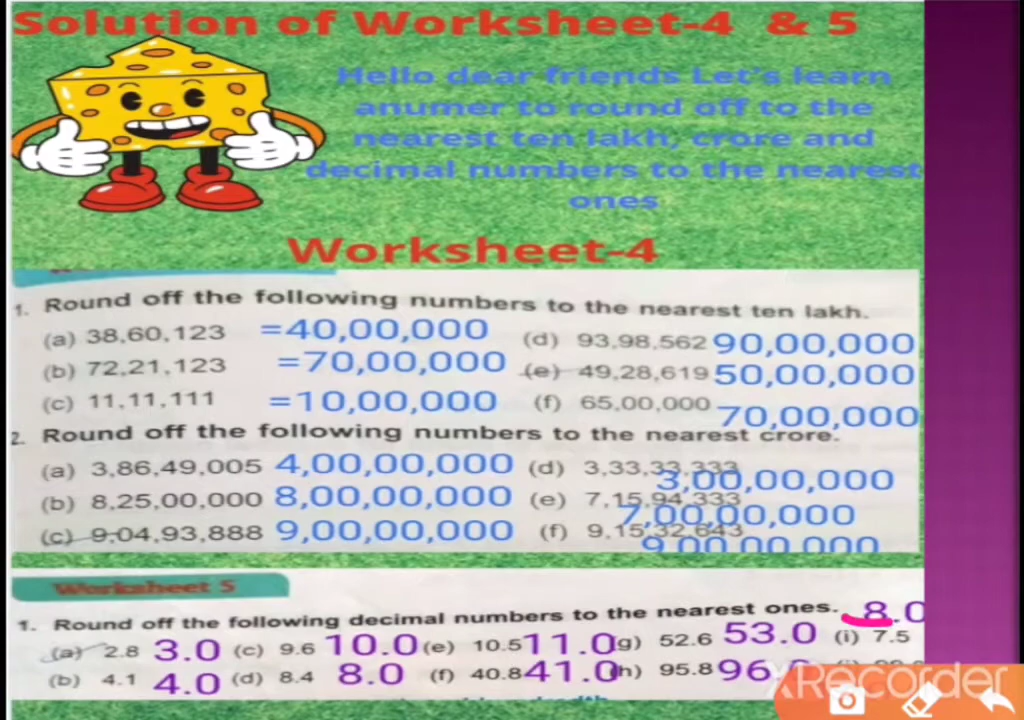 Solution of Worksheet-4 & 5
Hello dear friends Let's learn
anumer to round off to the
nearest ten lakh, crore and
decimal numbers to the nearest
ones
Worksheet-4
1. Round off the following numbers to the nearest ten lakh.
(a) 38,60,123 =40,00,000 (d) 93,98,562 90,00,000
(b) 72,21,123 =70,00,000 (e) 49,28,619 50,00,000
(c) 11,11,111 =10,00,000 (f) 65,00,000 70,00,000
2. Round off the following numbers to the nearest crore.
(a) 3,86,49,005 4,00,00,000 (d) 3,33,33,333 3,00,00,000
(b) 8,25,00,000 8,00,00,000 (e) 7,15,94,333 7,00,00,000
(c) 9,04,93,888 9,00,00,000 (f) 9,15,32,643 9,00,00,000
Worksheet 5
1. Round off the following decimal numbers to the nearest ones. 8.0
(a) 2.8 3.0 (c) 9.6 10.0 (e) 10.5 11.0 (g) 52.6 53.0 (i) 7.5
(b) 4.1 4.0 (d) 8.4 8.0 (f) 40.8 41.0 (h) 95.8 96.
XRecorder